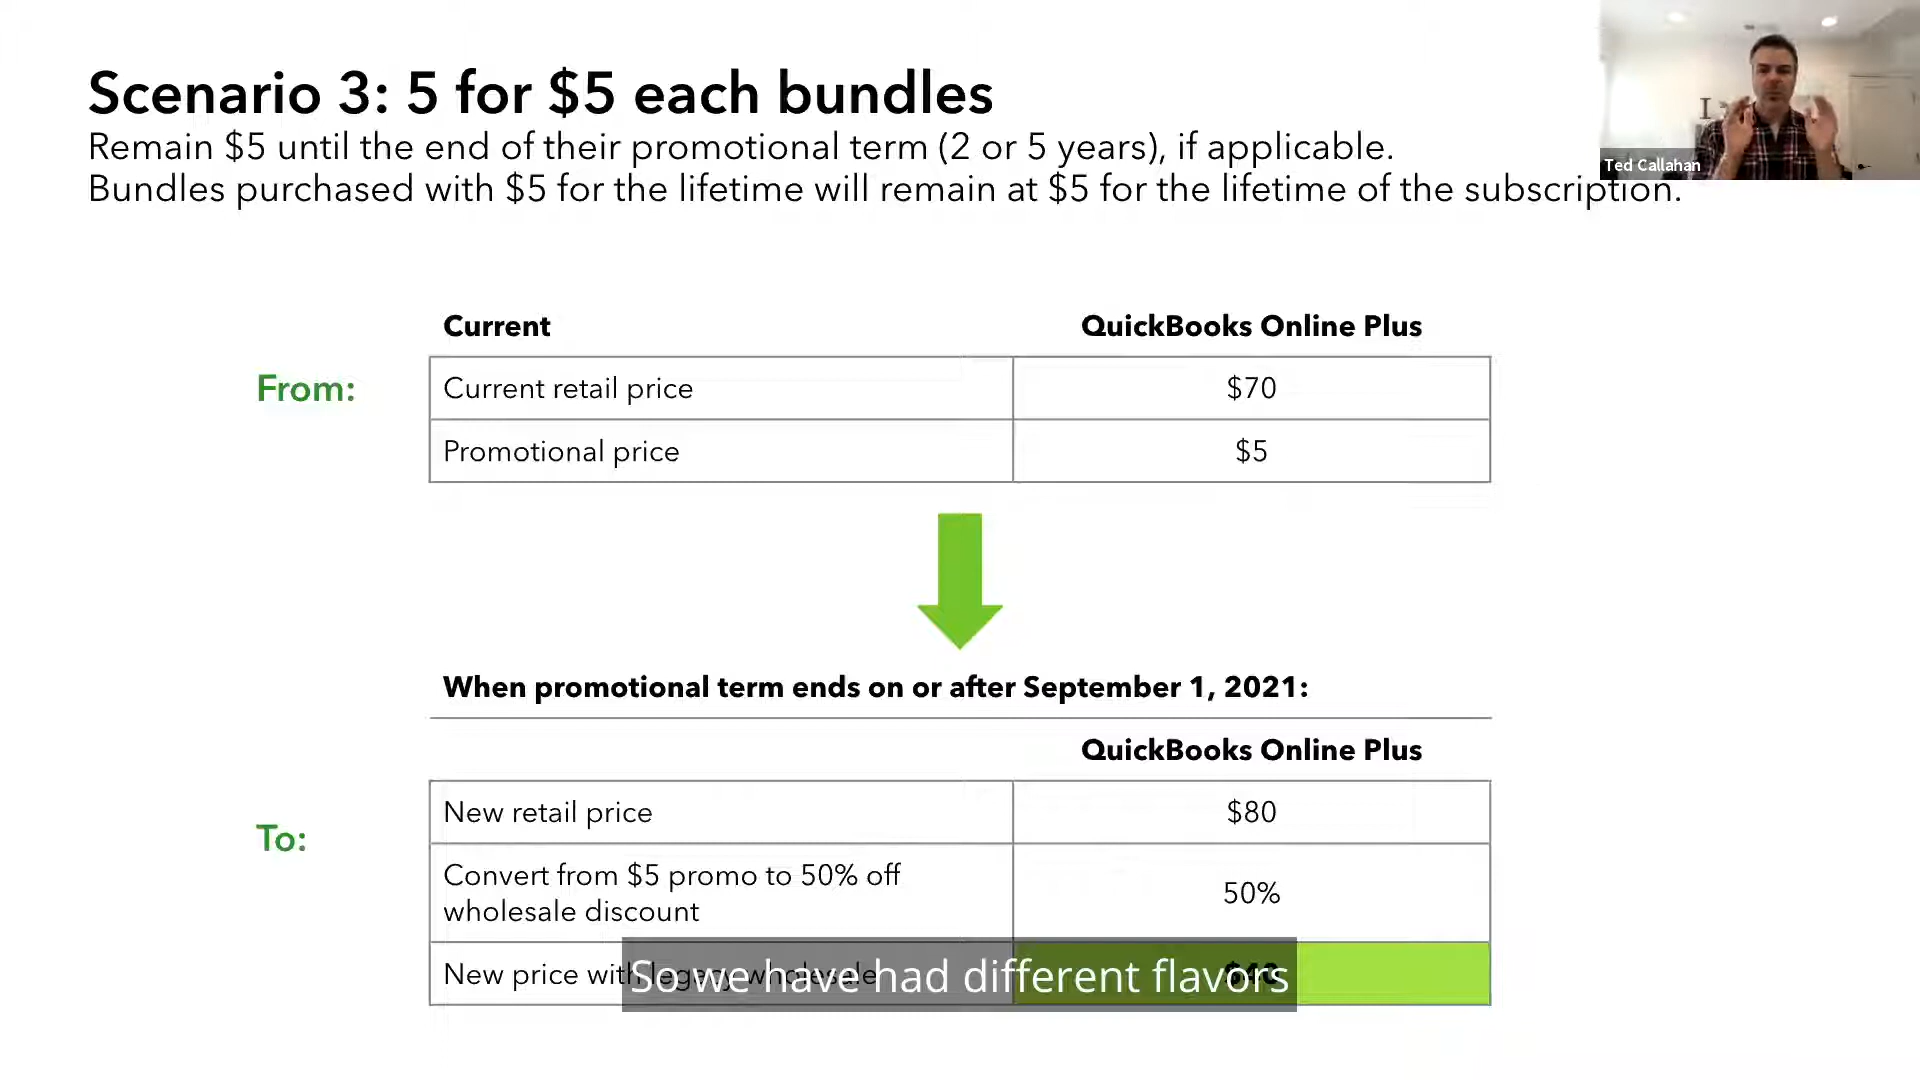 Scenario 3: 5 for $5 each bundles
Remain $5 until the end of their promotional term (2 or 5 years), if applicable.
Bundles purchased with $5 for the lifetime will remain at $5 for the lifetime of the subscription.
Ted Callahan
Current QuickBooks Online Plus
From:
Current retail price $70
Promotional price $5
When promotional term ends on or after September 1, 2021:
QuickBooks Online Plus
To:
New retail price $80
Convert from $5 promo to 50% off
wholesale discount
50%
New price with legacy wholesale $40
So we have had different flavors